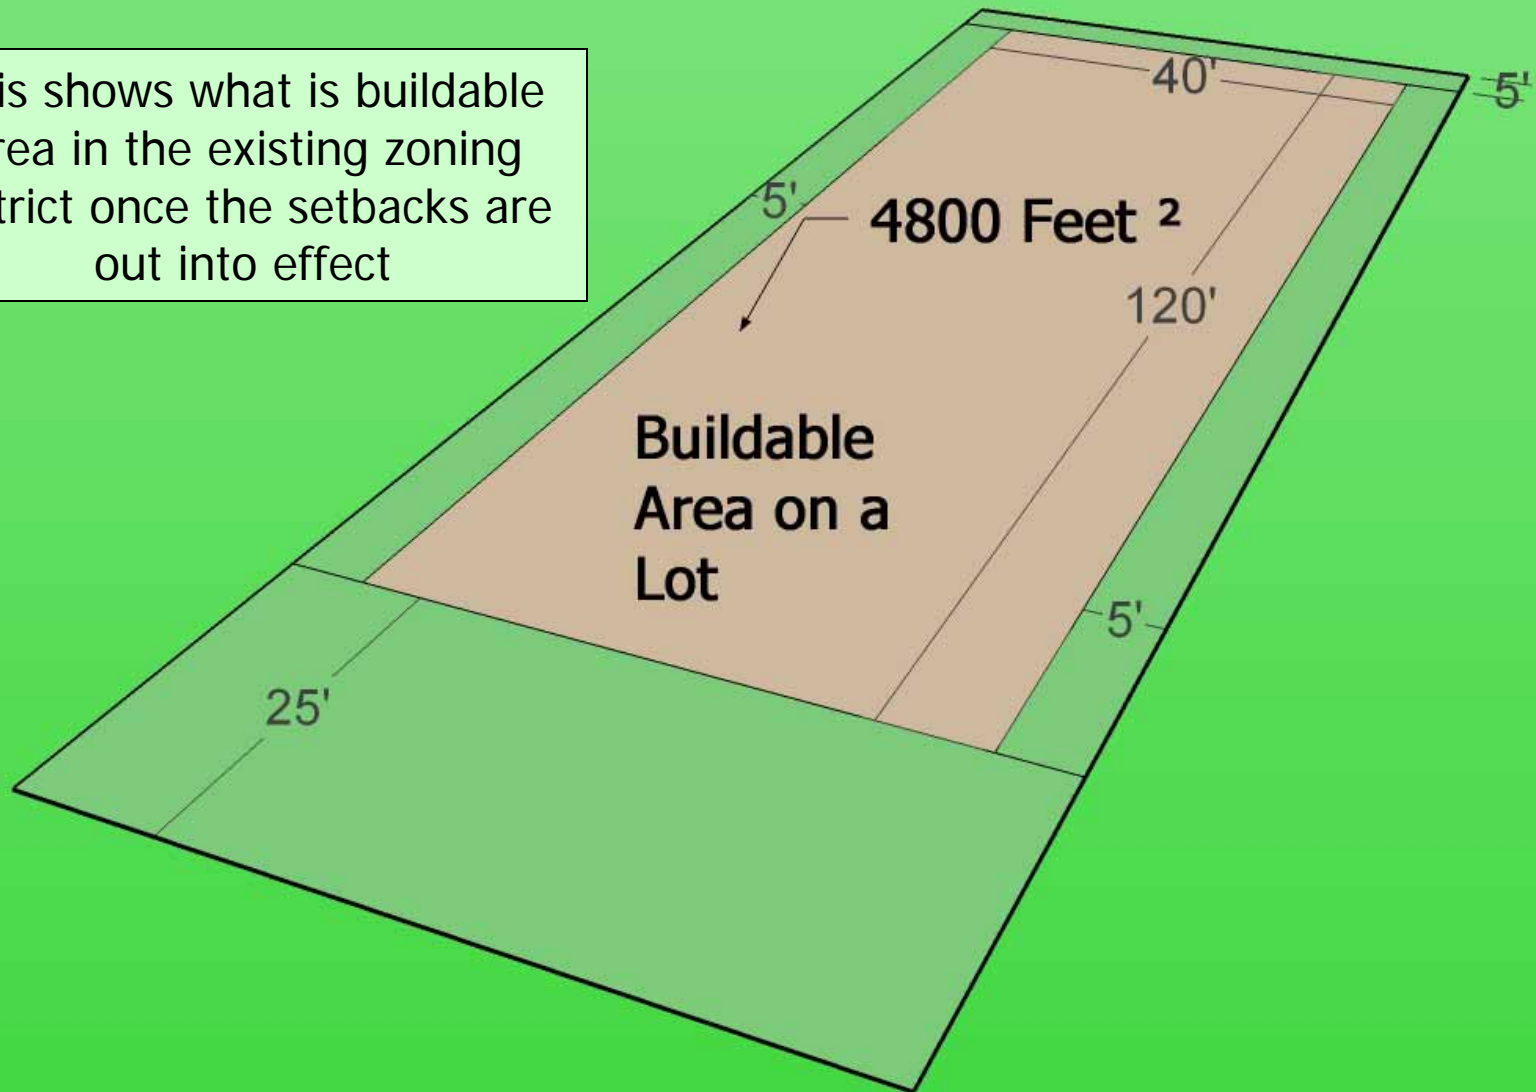 is shows what is buildable
rea in the existing zoning
trict once the setbacks are
out into effect
40'
5'
5'
4800 Feet ²
120'
Buildable
Area on a
Lot
5'
25'